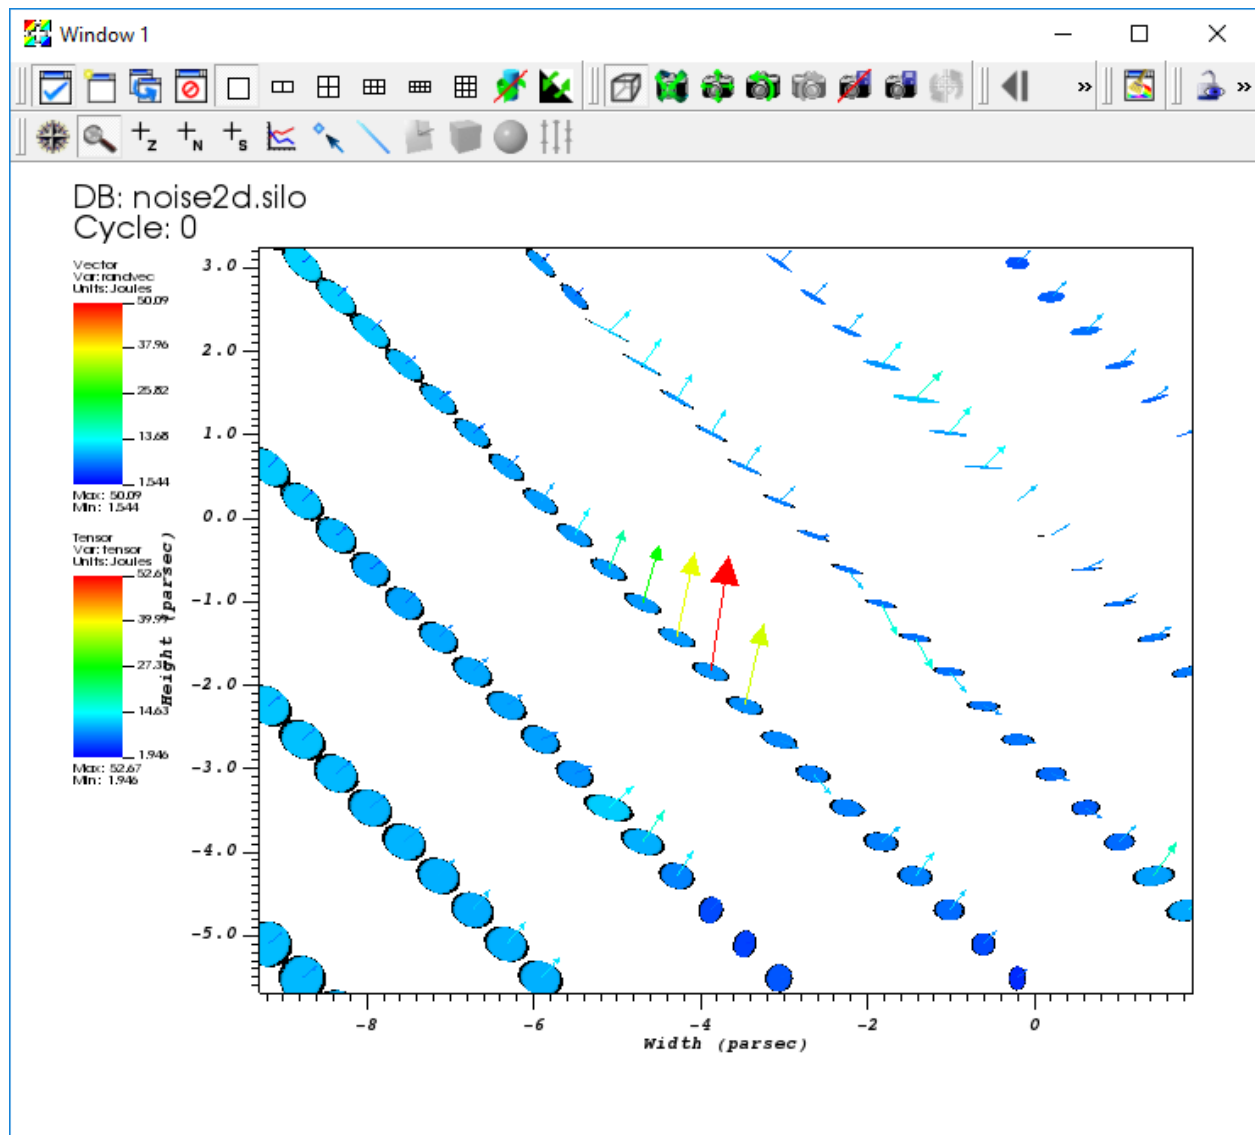 Window 1
»
»
Z
N
S
DB: noise2d.silo
Cycle: 0
Vector
Var: randvec
Units: Joules
50.09
37.96
25.82
13.68
1.544
Max: 50.09
Min: 1.544
Tensor
Var: tensor
Units: Joules
52.67
39.99
27.31
14.63
1.946
Max: 52.67
Min: 1.946
Height (parsec)
3.0
2.0
1.0
0.0
-1.0
-2.0
-3.0
-4.0
-5.0
-8
-6
-4
-2
0
Width (parsec)